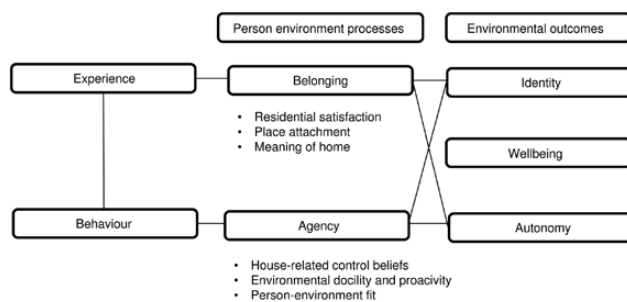 Person environment processes
Environmental outcomes
Experience
Belonging
Identity
• Residential satisfaction
• Place attachment
• Meaning of home
Wellbeing
Behaviour
Agency
Autonomy
• House-related control beliefs
• Environmental docility and proacivity
• Person-environment fit